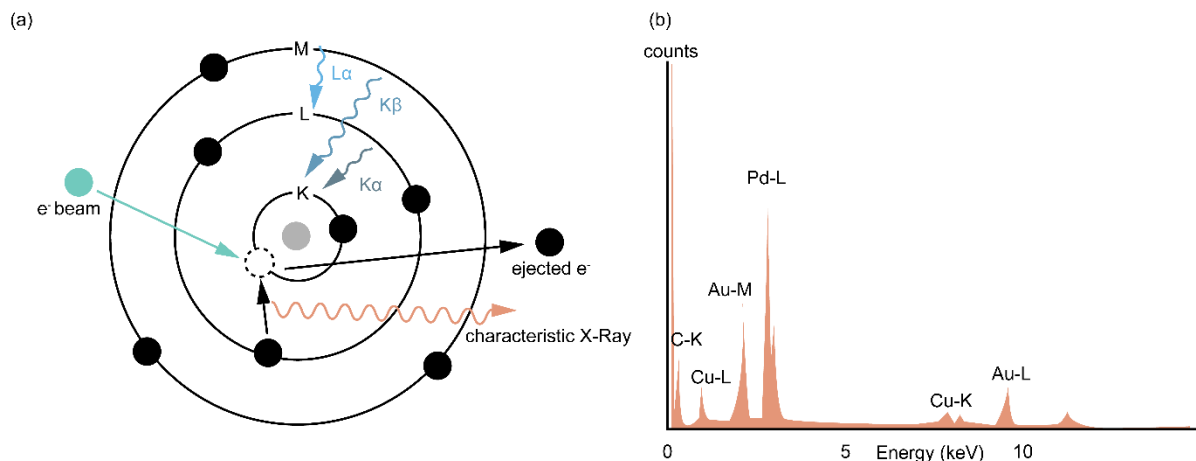 (a)
M
Lα
Kβ
L
Kα
K
e⁻ beam
ejected e⁻
characteristic X-Ray
(b)
counts
Pd-L
Au-M
C-K
Cu-L
Cu-K
Au-L
0
5
Energy (keV)
10